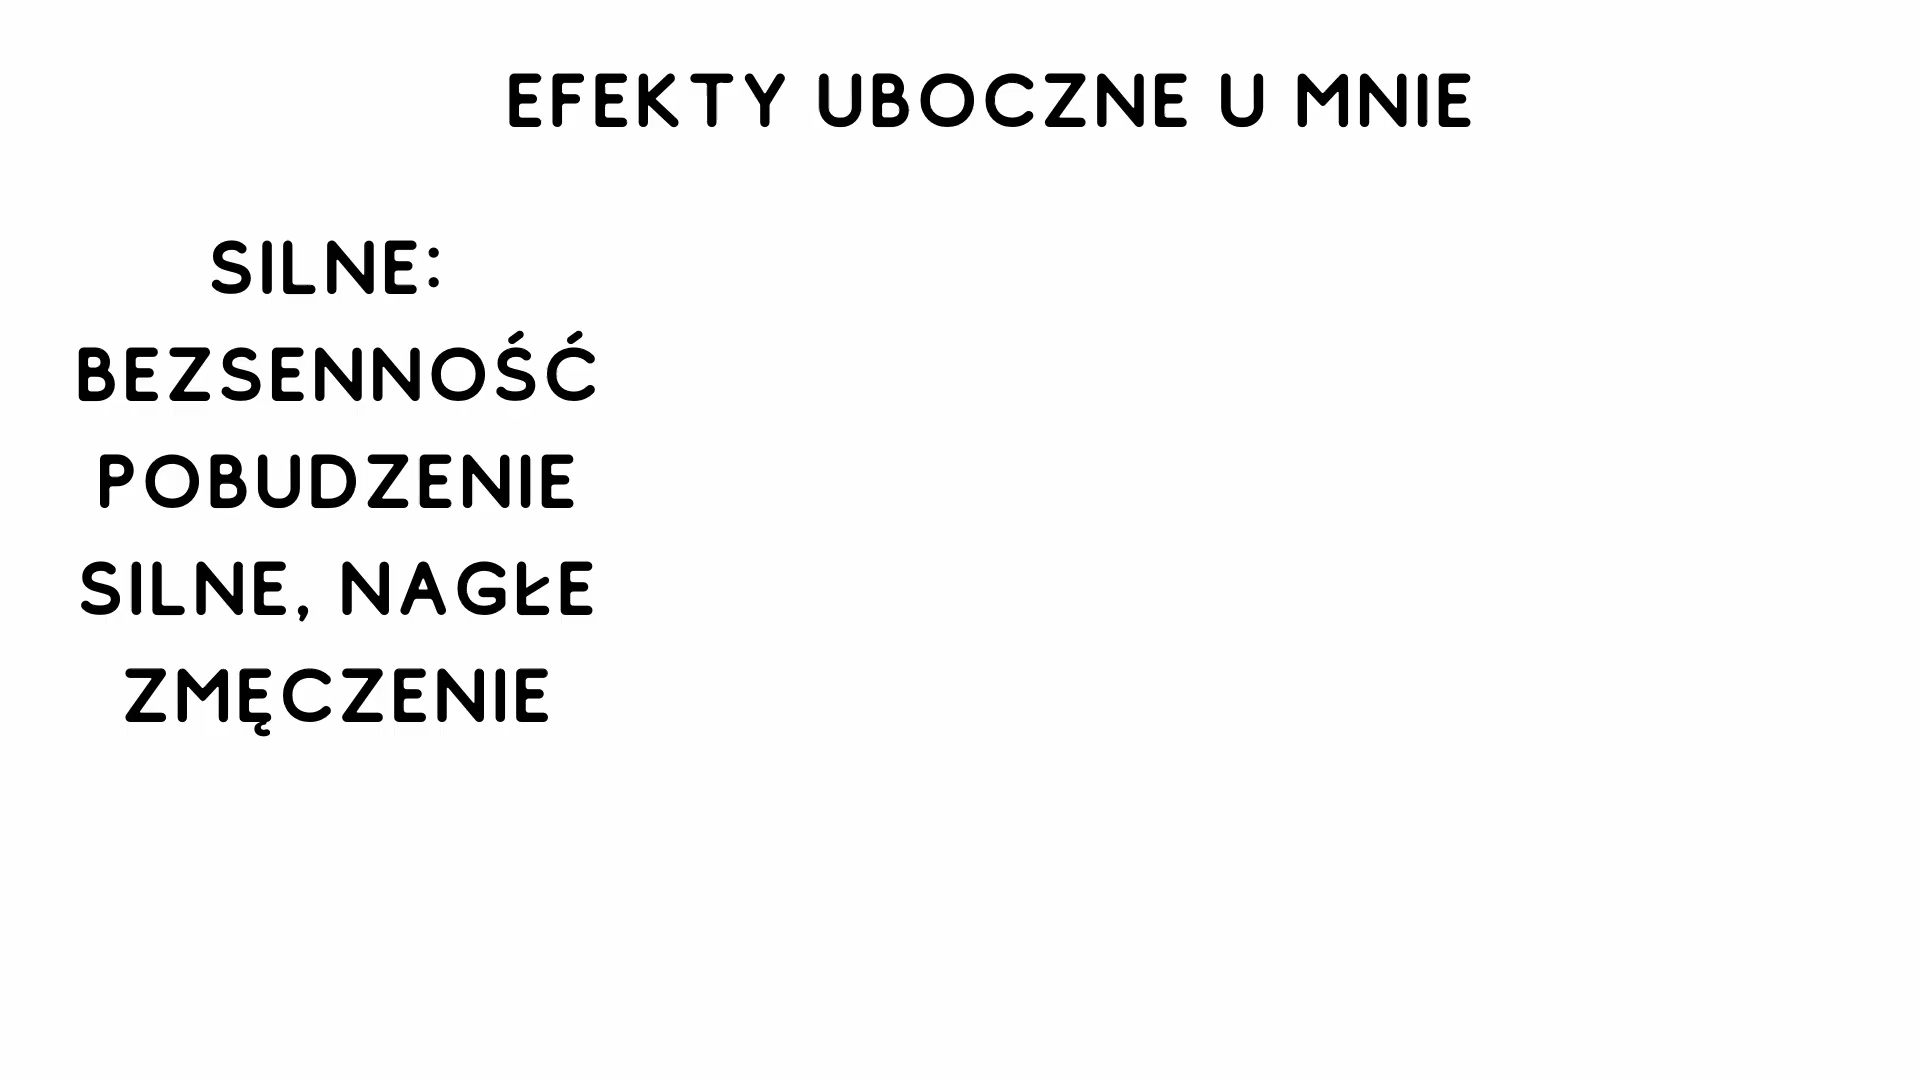 EFEKTY UBOCZNE U MNIE
SILNE:
BEZSENNOŚĆ
POBUDZENIE
SILNE, NAGŁE
ZMĘCZENIE